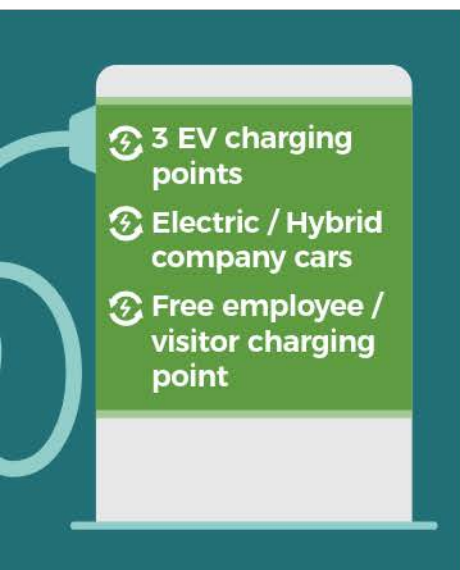 3 EV charging
points
Electric / Hybrid
company cars
Free employee /
visitor charging
point